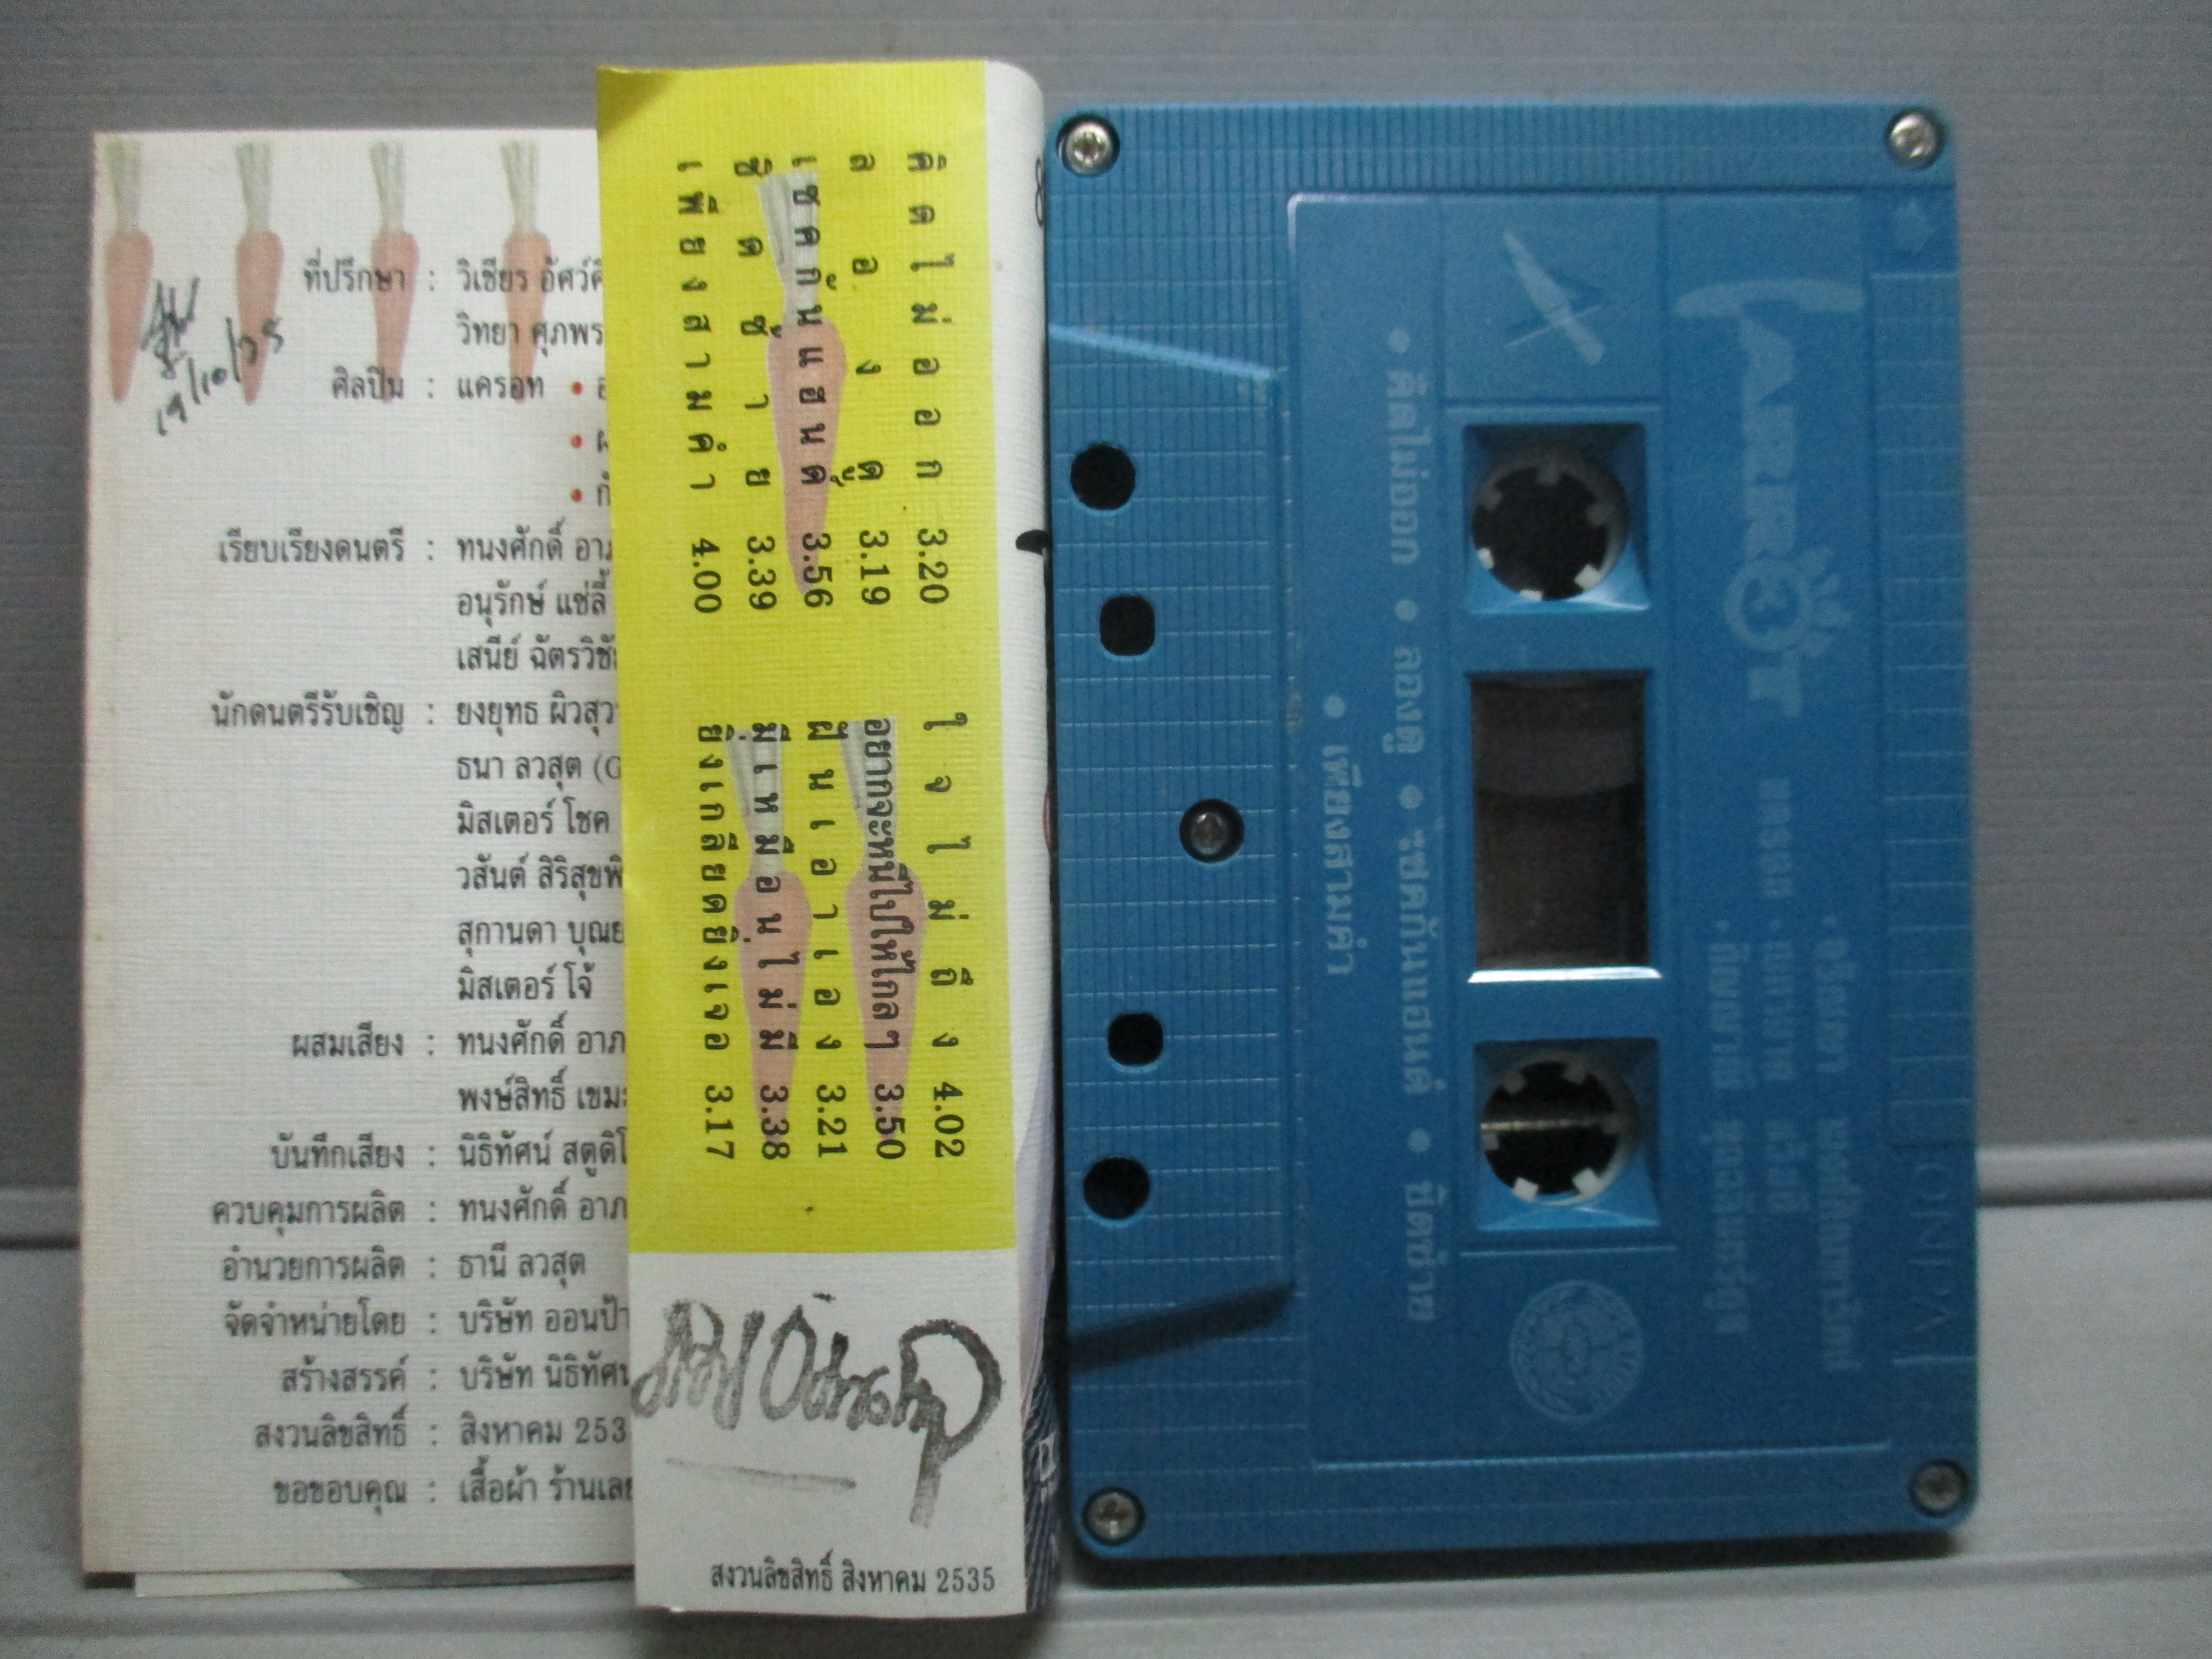 ที่ปรึกษา : วิเชียร อัศว์
วิทยา ศุภพร
ศิลปิน : แครอท •
เรียบเรียงดนตรี : ทนงศักดิ์ อาภ
อนุรักษ์ แซ่ลี้
เสนีย์ ฉัตรวิชั
นักดนตรีรับเชิญ : ยงยุทธ ผิวสุว
ธนา ลวสุต (G
มิสเตอร์ โชค
วสันต์ สิริสุขพิ
สุกานดา บุณย
มิสเตอร์ โจ้
ผสมเสียง : ทนงศักดิ์ อาภ
พงษ์สิทธิ์ เขม
บันทึกเสียง : นิธิทัศน์ สตูดิโ
ควบคุมการผลิต : ทนงศักดิ์ อาภ
อำนวยการผลิต : ธานี ลวสุต
จัดจำหน่ายโดย : บริษัท ออนป้า
สร้างสรรค์ : บริษัท นิธิทัศน
สงวนลิขสิทธิ์ : สิงหาคม 253
ขอขอบคุณ : เสื้อผ้า ร้านเลย
19/10/35
คิดไม่ออก 3.20
ลองดู 3.19
เชคกันแฮนด์ 3.56
ชิดซ้าย 3.39
เพียงสามคำ 4.00
ใจไม่ถึง 4.02
อยากจะหนีไปให้ไกลๆ 3.50
ฝันเอาเอง 3.21
มีเหมือนไม่มี 3.38
ยิ่งเกลียดยิ่งเจอ 3.17
สงวนลิขสิทธิ์ สิงหาคม 2535
CARROT
แครอท
• คิดไม่ออก • ลองดู • เชคกันแฮนด์ • ชิดซ้าย
• เพียงสามคำ
ONPA